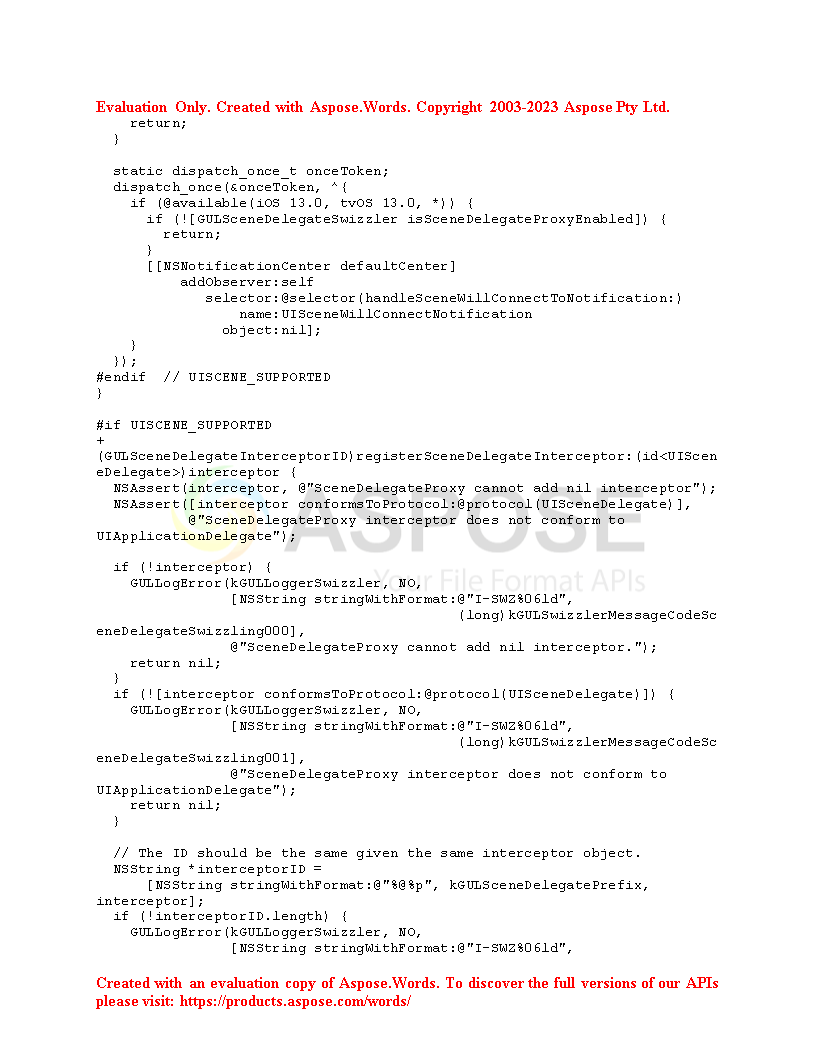 Evaluation Only. Created with Aspose.Words. Copyright 2003-2023 Aspose Pty Ltd.
    return;
  }

  static dispatch_once_t onceToken;
  dispatch_once(&onceToken, ^{
    if (@available(iOS 13.0, tvOS 13.0, *)) {
      if (![GULSceneDelegateSwizzler isSceneDelegateProxyEnabled]) {
        return;
      }
      [[NSNotificationCenter defaultCenter]
          addObserver:self
             selector:@selector(handleSceneWillConnectToNotification:)
                 name:UISceneWillConnectNotification
               object:nil];
    }
  });
#endif  // UISCENE_SUPPORTED
}

#if UISCENE_SUPPORTED
+
(GULSceneDelegateInterceptorID)registerSceneDelegateInterceptor:(id<UIScen
eDelegate>)interceptor {
  NSAssert(interceptor, @"SceneDelegateProxy cannot add nil interceptor");
  NSAssert([interceptor conformsToProtocol:@protocol(UISceneDelegate)],
           @"SceneDelegateProxy interceptor does not conform to
UIApplicationDelegate");
ASPOSE
Your File Format APIs

  if (!interceptor) {
    GULLogError(kGULLoggerSwizzler, NO,
                [NSString stringWithFormat:@"I-SWZ%06ld",
                                           (long)kGULSwizzlerMessageCodeSc
eneDelegateSwizzling000],
                @"SceneDelegateProxy cannot add nil interceptor.");
    return nil;
  }
  if (![interceptor conformsToProtocol:@protocol(UISceneDelegate)]) {
    GULLogError(kGULLoggerSwizzler, NO,
                [NSString stringWithFormat:@"I-SWZ%06ld",
                                           (long)kGULSwizzlerMessageCodeSc
eneDelegateSwizzling001],
                @"SceneDelegateProxy interceptor does not conform to
UIApplicationDelegate");
    return nil;
  }

  // The ID should be the same given the same interceptor object.
  NSString *interceptorID =
      [NSString stringWithFormat:@"%@%p", kGULSceneDelegatePrefix,
interceptor];
  if (!interceptorID.length) {
    GULLogError(kGULLoggerSwizzler, NO,
                [NSString stringWithFormat:@"I-SWZ%06ld",
Created with an evaluation copy of Aspose.Words. To discover the full versions of our APIs
please visit: https://products.aspose.com/words/